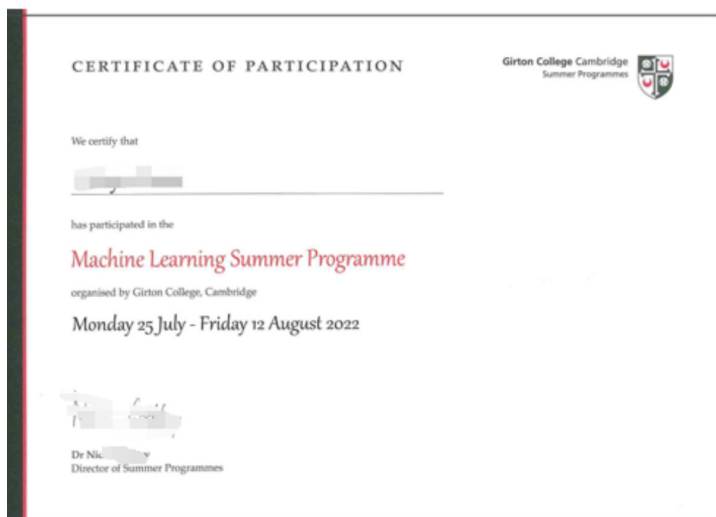 CERTIFICATE OF PARTICIPATION
Girton College Cambridge
Summer Programmes
We certify that
has participated in the
Machine Learning Summer Programme
organised by Girton College, Cambridge
Monday 25 July - Friday 12 August 2022
Dr
Director of Summer Programmes